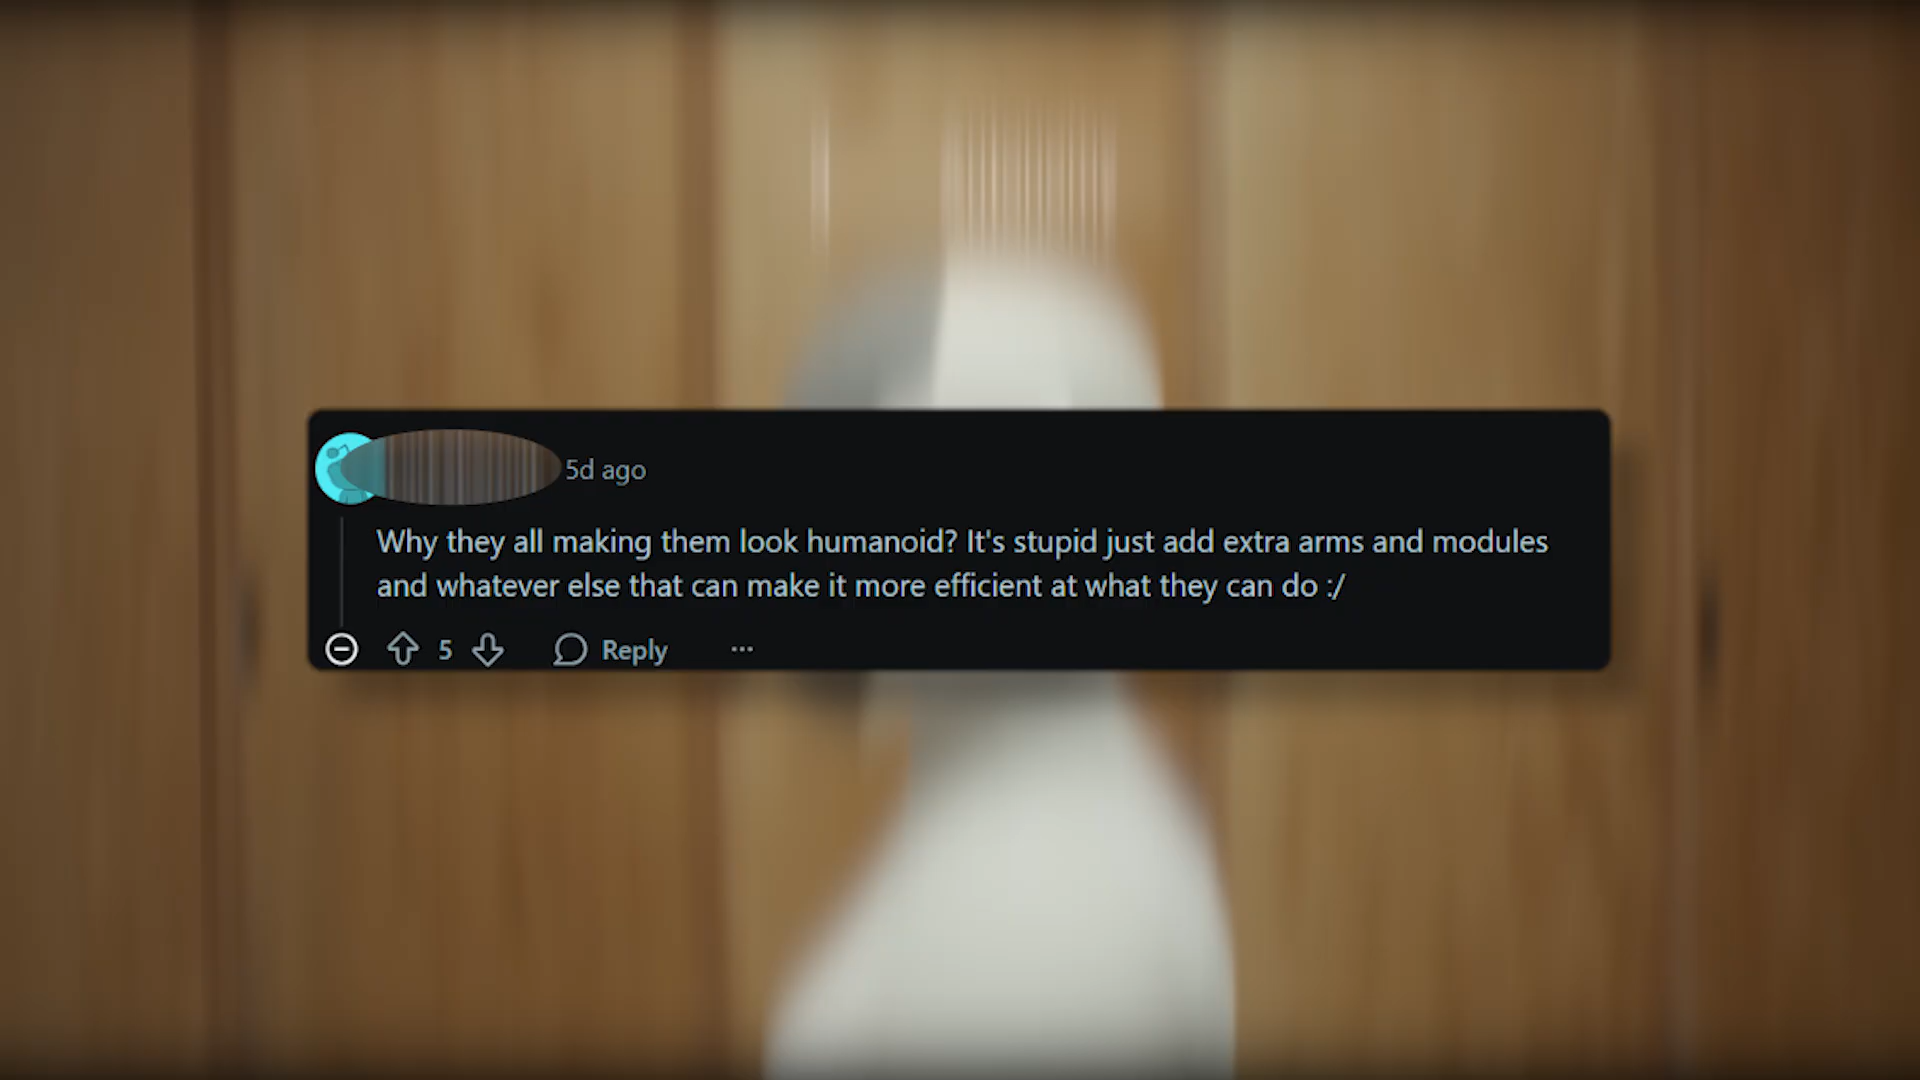 5d ago
Why they all making them look humanoid? It's stupid just add extra arms and modules
and whatever else that can make it more efficient at what they can do :/
5 Reply ...